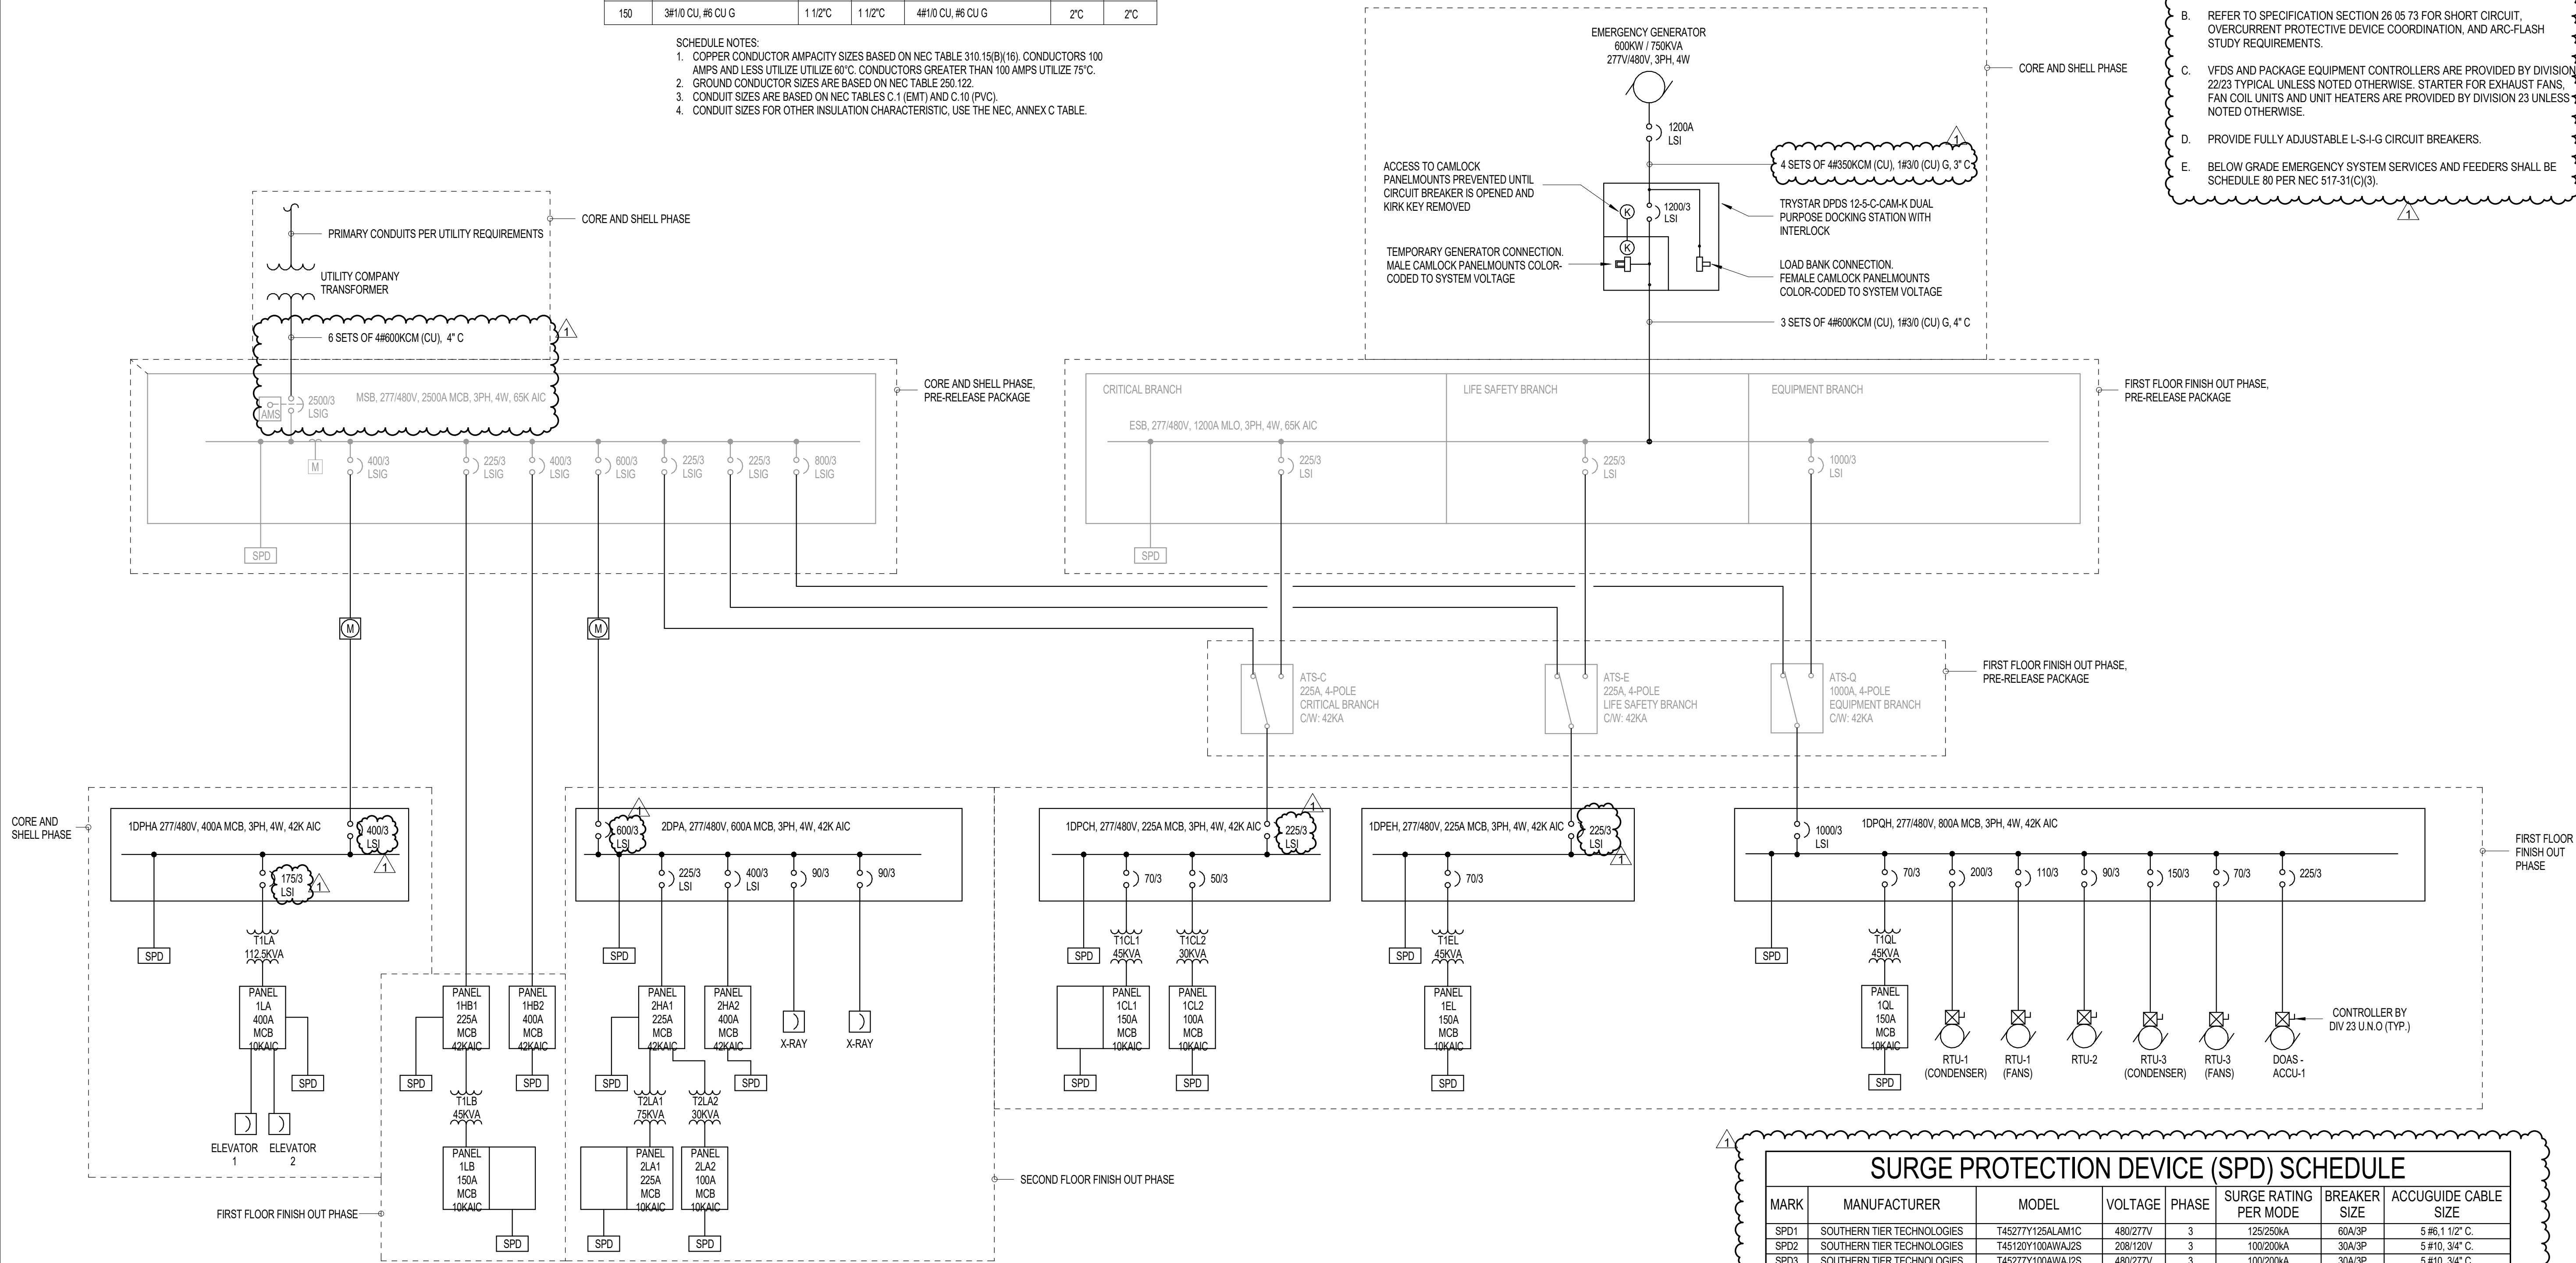 150 3#1/0 CU, #6 CU G 1 1/2"C 1 1/2"C 4#1/0 CU, #6 CU G 2"C 2"C
SCHEDULE NOTES:
1. COPPER CONDUCTOR AMPACITY SIZES BASED ON NEC TABLE 310.15(B)(16). CONDUCTORS 100
AMPS AND LESS UTILIZE UTILIZE 60°C. CONDUCTORS GREATER THAN 100 AMPS UTILIZE 75°C.
2. GROUND CONDUCTOR SIZES ARE BASED ON NEC TABLE 250.122.
3. CONDUIT SIZES ARE BASED ON NEC TABLES C.1 (EMT) AND C.10 (PVC).
4. CONDUIT SIZES FOR OTHER INSULATION CHARACTERISTIC, USE THE NEC, ANNEX C TABLE.
B. REFER TO SPECIFICATION SECTION 26 05 73 FOR SHORT CIRCUIT,
OVERCURRENT PROTECTIVE DEVICE COORDINATION, AND ARC-FLASH
STUDY REQUIREMENTS.
C. VFDS AND PACKAGE EQUIPMENT CONTROLLERS ARE PROVIDED BY DIVISION
22/23 TYPICAL UNLESS NOTED OTHERWISE. STARTER FOR EXHAUST FANS,
FAN COIL UNITS AND UNIT HEATERS ARE PROVIDED BY DIVISION 23 UNLESS
NOTED OTHERWISE.
D. PROVIDE FULLY ADJUSTABLE L-S-I-G CIRCUIT BREAKERS.
E. BELOW GRADE EMERGENCY SYSTEM SERVICES AND FEEDERS SHALL BE
SCHEDULE 80 PER NEC 517-31(C)(3).
1
EMERGENCY GENERATOR
600KW / 750KVA
277V/480V, 3PH, 4W
CORE AND SHELL PHASE
1200A
LSI
1
4 SETS OF 4#350KCM (CU), 1#3/0 (CU) G, 3" C
ACCESS TO CAMLOCK
PANELMOUNTS PREVENTED UNTIL
CIRCUIT BREAKER IS OPENED AND
KIRK KEY REMOVED
K
K
1200/3
LSI
TRYSTAR DPDS 12-5-C-CAM-K DUAL
PURPOSE DOCKING STATION WITH
INTERLOCK
TEMPORARY GENERATOR CONNECTION.
MALE CAMLOCK PANELMOUNTS COLOR-
CODED TO SYSTEM VOLTAGE
LOAD BANK CONNECTION.
FEMALE CAMLOCK PANELMOUNTS
COLOR-CODED TO SYSTEM VOLTAGE
3 SETS OF 4#600KCM (CU), 1#3/0 (CU) G, 4" C
CORE AND SHELL PHASE
PRIMARY CONDUITS PER UTILITY REQUIREMENTS
UTILITY COMPANY
TRANSFORMER
1
6 SETS OF 4#600KCM (CU), 4" C
AMS
2500/3
LSIG
MSB, 277/480V, 2500A MCB, 3PH, 4W, 65K AIC
CORE AND SHELL PHASE,
PRE-RELEASE PACKAGE
M
400/3
LSIG
225/3
LSIG
400/3
LSIG
600/3
LSIG
225/3
LSIG
225/3
LSIG
800/3
LSIG
SPD
CRITICAL BRANCH
LIFE SAFETY BRANCH
EQUIPMENT BRANCH
ESB, 277/480V, 1200A MLO, 3PH, 4W, 65K AIC
225/3
LSI
225/3
LSI
1000/3
LSI
SPD
FIRST FLOOR FINISH OUT PHASE,
PRE-RELEASE PACKAGE
M
M
ATS-C
225A, 4-POLE
CRITICAL BRANCH
C/W: 42KA
ATS-E
225A, 4-POLE
LIFE SAFETY BRANCH
C/W: 42KA
ATS-Q
1000A, 4-POLE
EQUIPMENT BRANCH
C/W: 42KA
FIRST FLOOR FINISH OUT PHASE,
PRE-RELEASE PACKAGE
CORE AND
SHELL PHASE
1DPHA 277/480V, 400A MCB, 3PH, 4W, 42K AIC
400/3
LSI
1
175/3
LSI
1
SPD
T1LA
112.5KVA
PANEL
1LA
400A
MCB
10KAIC
SPD
ELEVATOR
1
ELEVATOR
2
PANEL
1HB1
225A
MCB
42KAIC
PANEL
1HB2
400A
MCB
42KAIC
SPD
SPD
T1LB
45KVA
PANEL
1LB
150A
MCB
10KAIC
SPD
FIRST FLOOR FINISH OUT PHASE
1
600/3
LSI
2DPA, 277/480V, 600A MCB, 3PH, 4W, 42K AIC
225/3
LSI
400/3
LSI
90/3
90/3
SPD
PANEL
2HA1
225A
MCB
42KAIC
PANEL
2HA2
400A
MCB
42KAIC
X-RAY
X-RAY
SPD
SPD
T2LA1
75KVA
T2LA2
30KVA
PANEL
2LA1
225A
MCB
10KAIC
PANEL
2LA2
100A
MCB
10KAIC
SPD
SPD
SECOND FLOOR FINISH OUT PHASE
1DPCH, 277/480V, 225A MCB, 3PH, 4W, 42K AIC
1
225/3
LSI
70/3
50/3
SPD
T1CL1
45KVA
T1CL2
30KVA
PANEL
1CL1
150A
MCB
10KAIC
PANEL
1CL2
100A
MCB
10KAIC
SPD
SPD
1DPEH, 277/480V, 225A MCB, 3PH, 4W, 42K AIC
225/3
LSI
1
70/3
SPD
T1EL
45KVA
PANEL
1EL
150A
MCB
10KAIC
SPD
1DPQH, 277/480V, 800A MCB, 3PH, 4W, 42K AIC
1000/3
LSI
70/3
200/3
110/3
90/3
150/3
70/3
225/3
SPD
T1QL
45KVA
PANEL
1QL
150A
MCB
10KAIC
SPD
RTU-1
(CONDENSER)
RTU-1
(FANS)
RTU-2
RTU-3
(CONDENSER)
RTU-3
(FANS)
DOAS -
ACCU-1
CONTROLLER BY
DIV 23 U.N.O (TYP.)
FIRST FLOOR
FINISH OUT
PHASE
1
SURGE PROTECTION DEVICE (SPD) SCHEDULE
MARK MANUFACTURER MODEL VOLTAGE PHASE SURGE RATING PER MODE BREAKER SIZE ACCUGUIDE CABLE SIZE
SPD1 SOUTHERN TIER TECHNOLOGIES T45277Y125ALAM1C 480/277V 3 125/250kA 60A/3P 5 #6,1 1/2" C.
SPD2 SOUTHERN TIER TECHNOLOGIES T45120Y100AWAJ2S 208/120V 3 100/200kA 30A/3P 5 #10, 3/4" C.
SPD3 SOUTHERN TIER TECHNOLOGIES T45277Y100AWAJ2S 480/277V 3 100/200kA 30A/3P 5 #10, 3/4" C.